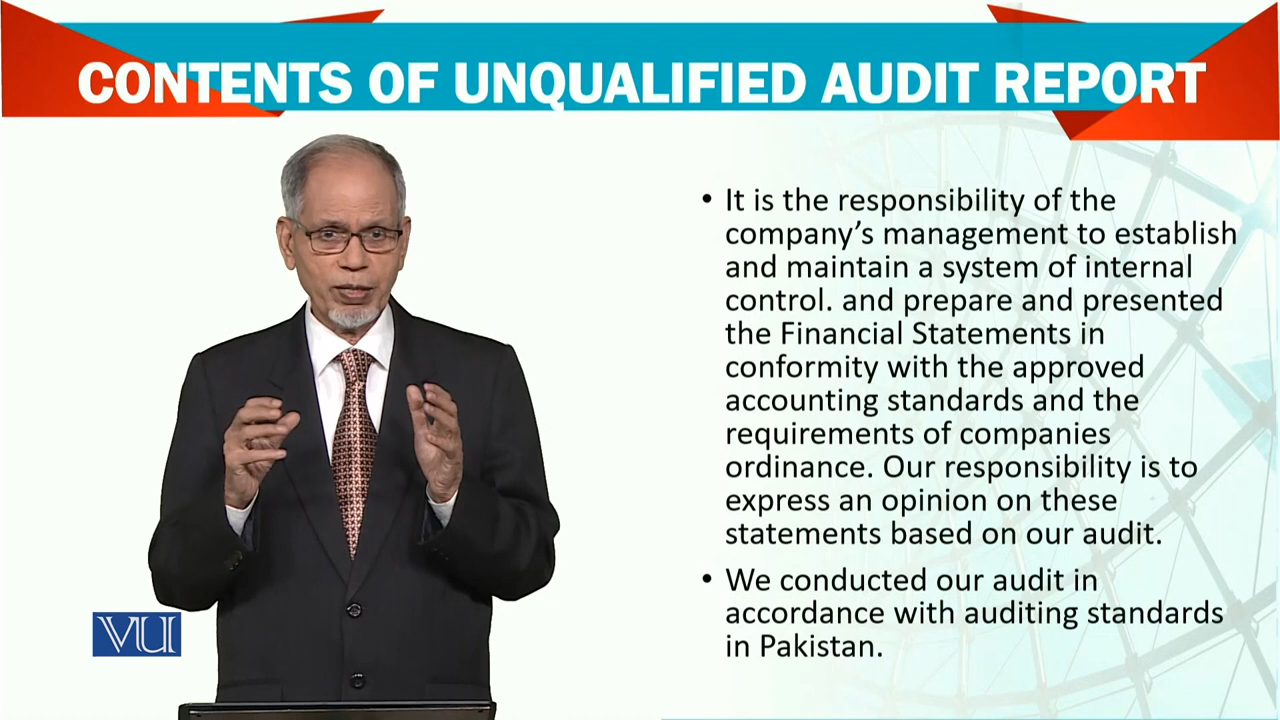 CONTENTS OF UNQUALIFIED AUDIT REPORT
• It is the responsibility of the
company’s management to establish
and maintain a system of internal
control. and prepare and presented
the Financial Statements in
conformity with the approved
accounting standards and the
requirements of companies
ordinance. Our responsibility is to
express an opinion on these
statements based on our audit.
• We conducted our audit in
accordance with auditing standards
in Pakistan.
VU